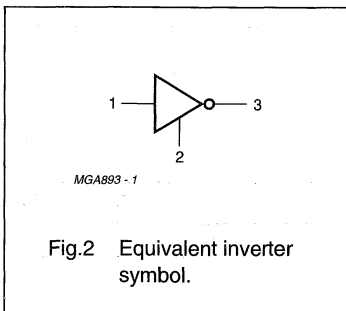 1
3
2
MGA893 - 1
Fig.2 Equivalent inverter
symbol.